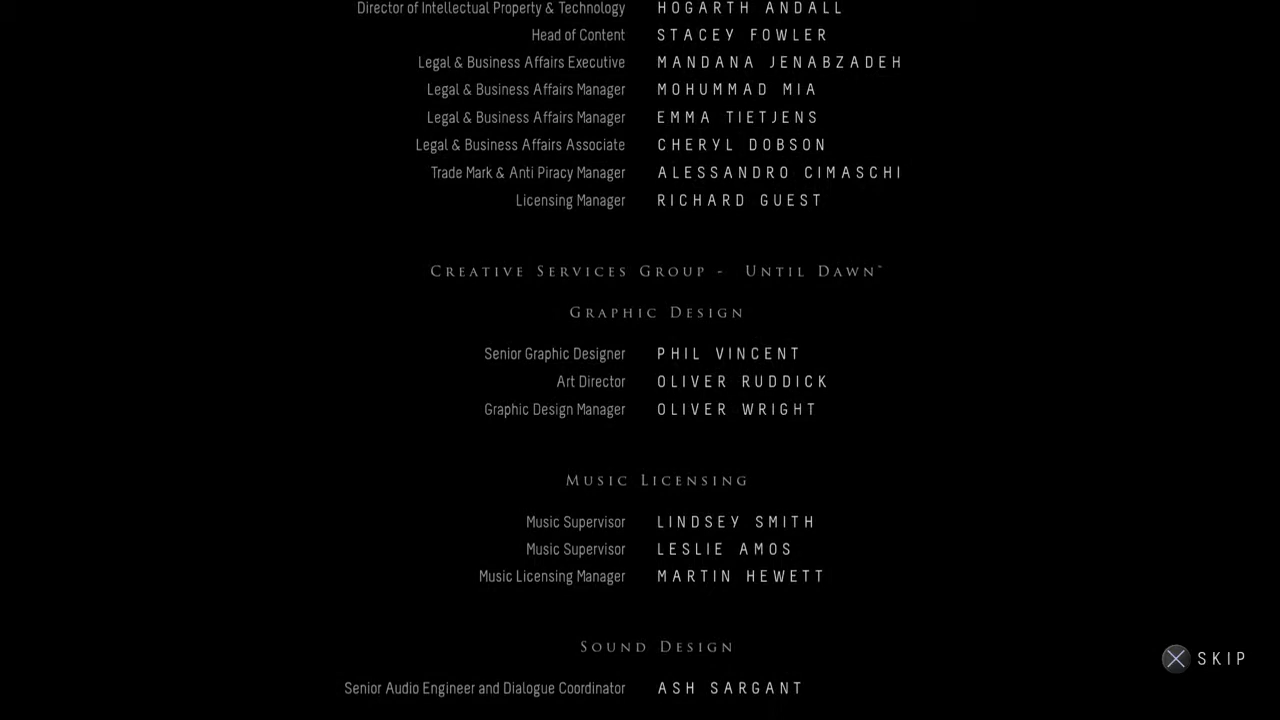 Director of Intellectual Property & Technology HOGARTH ANDALL
Head of Content STACEY FOWLER
Legal & Business Affairs Executive MANDANA JENABZADEH
Legal & Business Affairs Manager MOHUMMAD MIA
Legal & Business Affairs Manager EMMA TIETJENS
Legal & Business Affairs Associate CHERYL DOBSON
Trade Mark & Anti Piracy Manager ALESSANDRO CIMASCHI
Licensing Manager RICHARD GUEST
Creative Services Group - Until Dawn™
Graphic Design
Senior Graphic Designer PHIL VINCENT
Art Director OLIVER RUDDICK
Graphic Design Manager OLIVER WRIGHT
Music Licensing
Music Supervisor LINDSEY SMITH
Music Supervisor LESLIE AMOS
Music Licensing Manager MARTIN HEWETT
Sound Design
SKIP
Senior Audio Engineer and Dialogue Coordinator ASH SARGANT